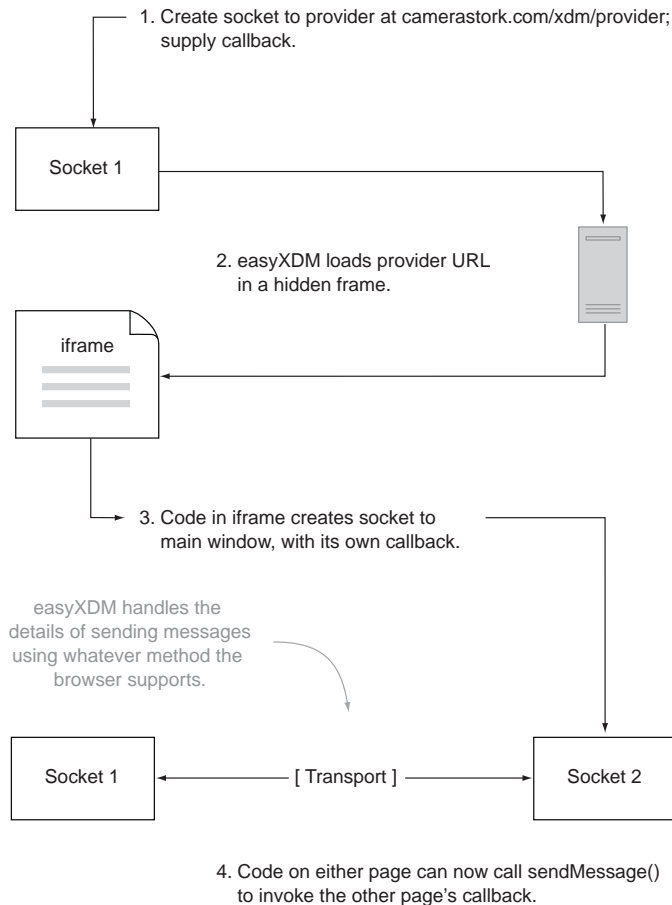 1. Create socket to provider at camerastork.com/xdm/provider;
supply callback.
Socket 1
2. easyXDM loads provider URL
in a hidden frame.
iframe
3. Code in iframe creates socket to
main window, with its own callback.
easyXDM handles the
details of sending messages
using whatever method the
browser supports.
Socket 1
[ Transport ]
Socket 2
4. Code on either page can now call sendMessage()
to invoke the other page's callback.